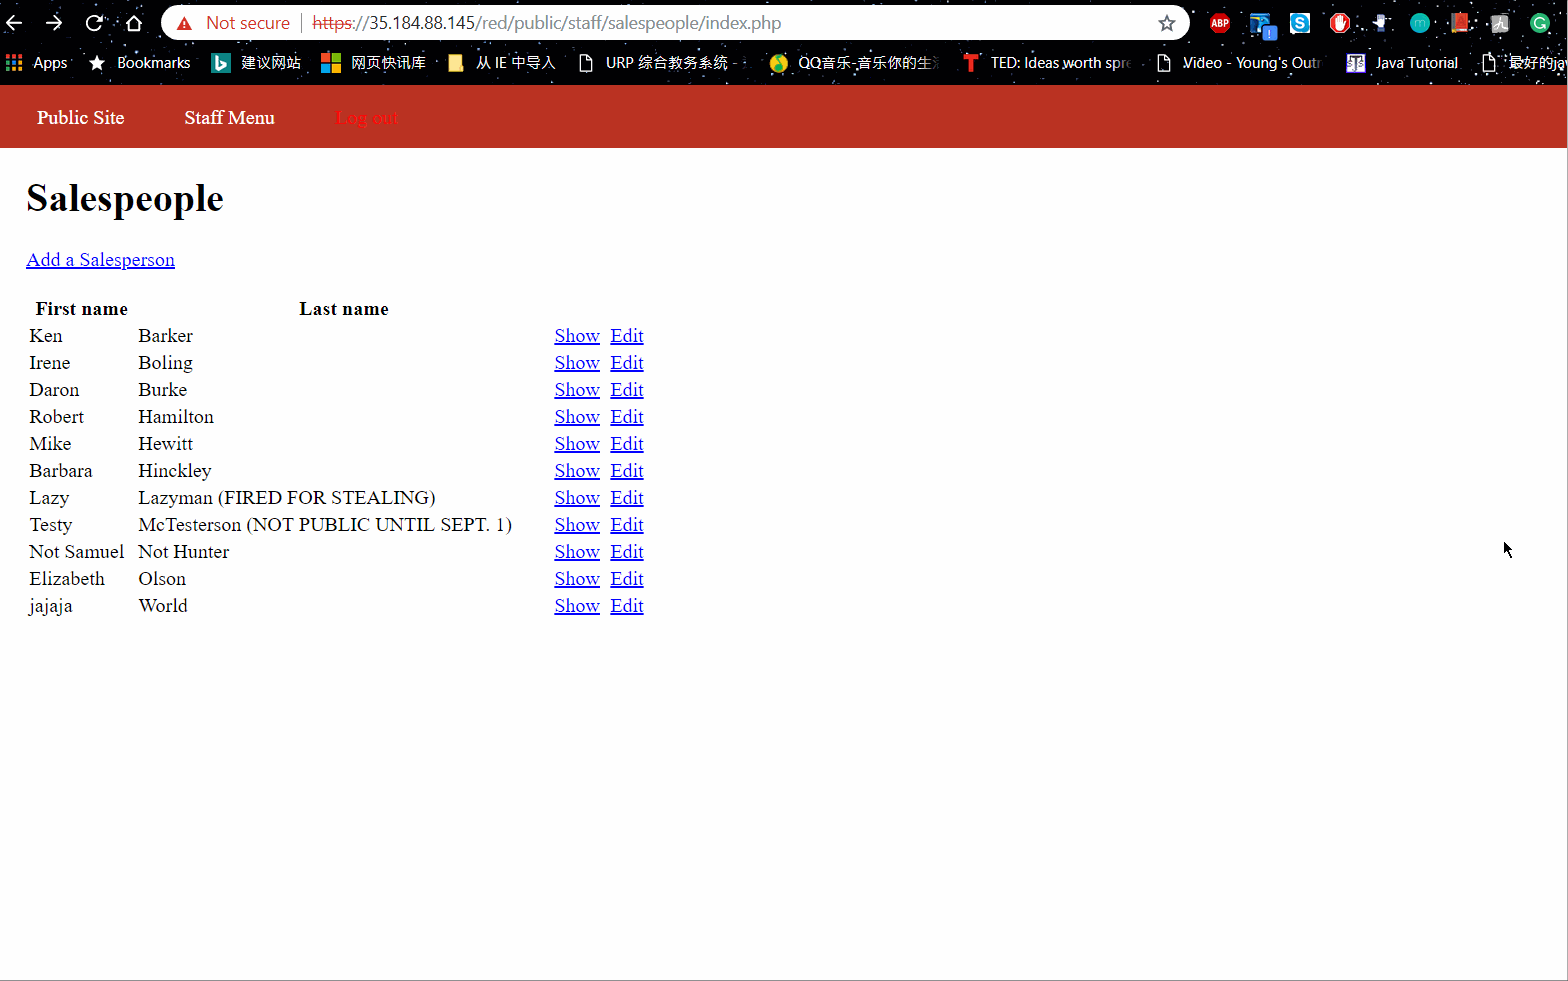 Not secure | https://35.184.88.145/red/public/staff/salespeople/index.php ABP
Apps Bookmarks 建议网站 网页快讯库 从 IE 中导入 URP 综合教务系统 - QQ音乐-音乐你的生 TED: Ideas worth spre Video - Young's Out Java Tutorial 最好的jav
Public Site Staff Menu Log out
Salespeople
Add a Salesperson
First name Last name
Ken Barker Show Edit
Irene Boling Show Edit
Daron Burke Show Edit
Robert Hamilton Show Edit
Mike Hewitt Show Edit
Barbara Hinckley Show Edit
Lazy Lazyman (FIRED FOR STEALING) Show Edit
Testy McTesterson (NOT PUBLIC UNTIL SEPT. 1) Show Edit
Not Samuel Not Hunter Show Edit
Elizabeth Olson Show Edit
jajaja World Show Edit